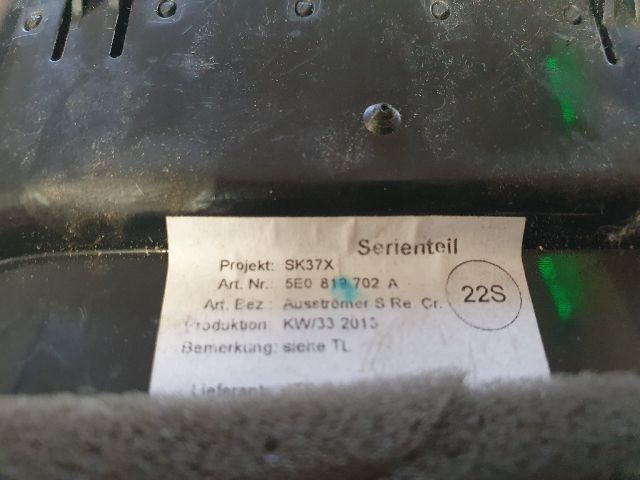 Serienteil
Projekt: SK37X
Art. Nr.: 5E0 819 702 A
Art. Bez.: Ausströmer S Re. Cr.
22S
Produktion: KW/33 2013
Bemerkung: siehe TL
Lieferant: